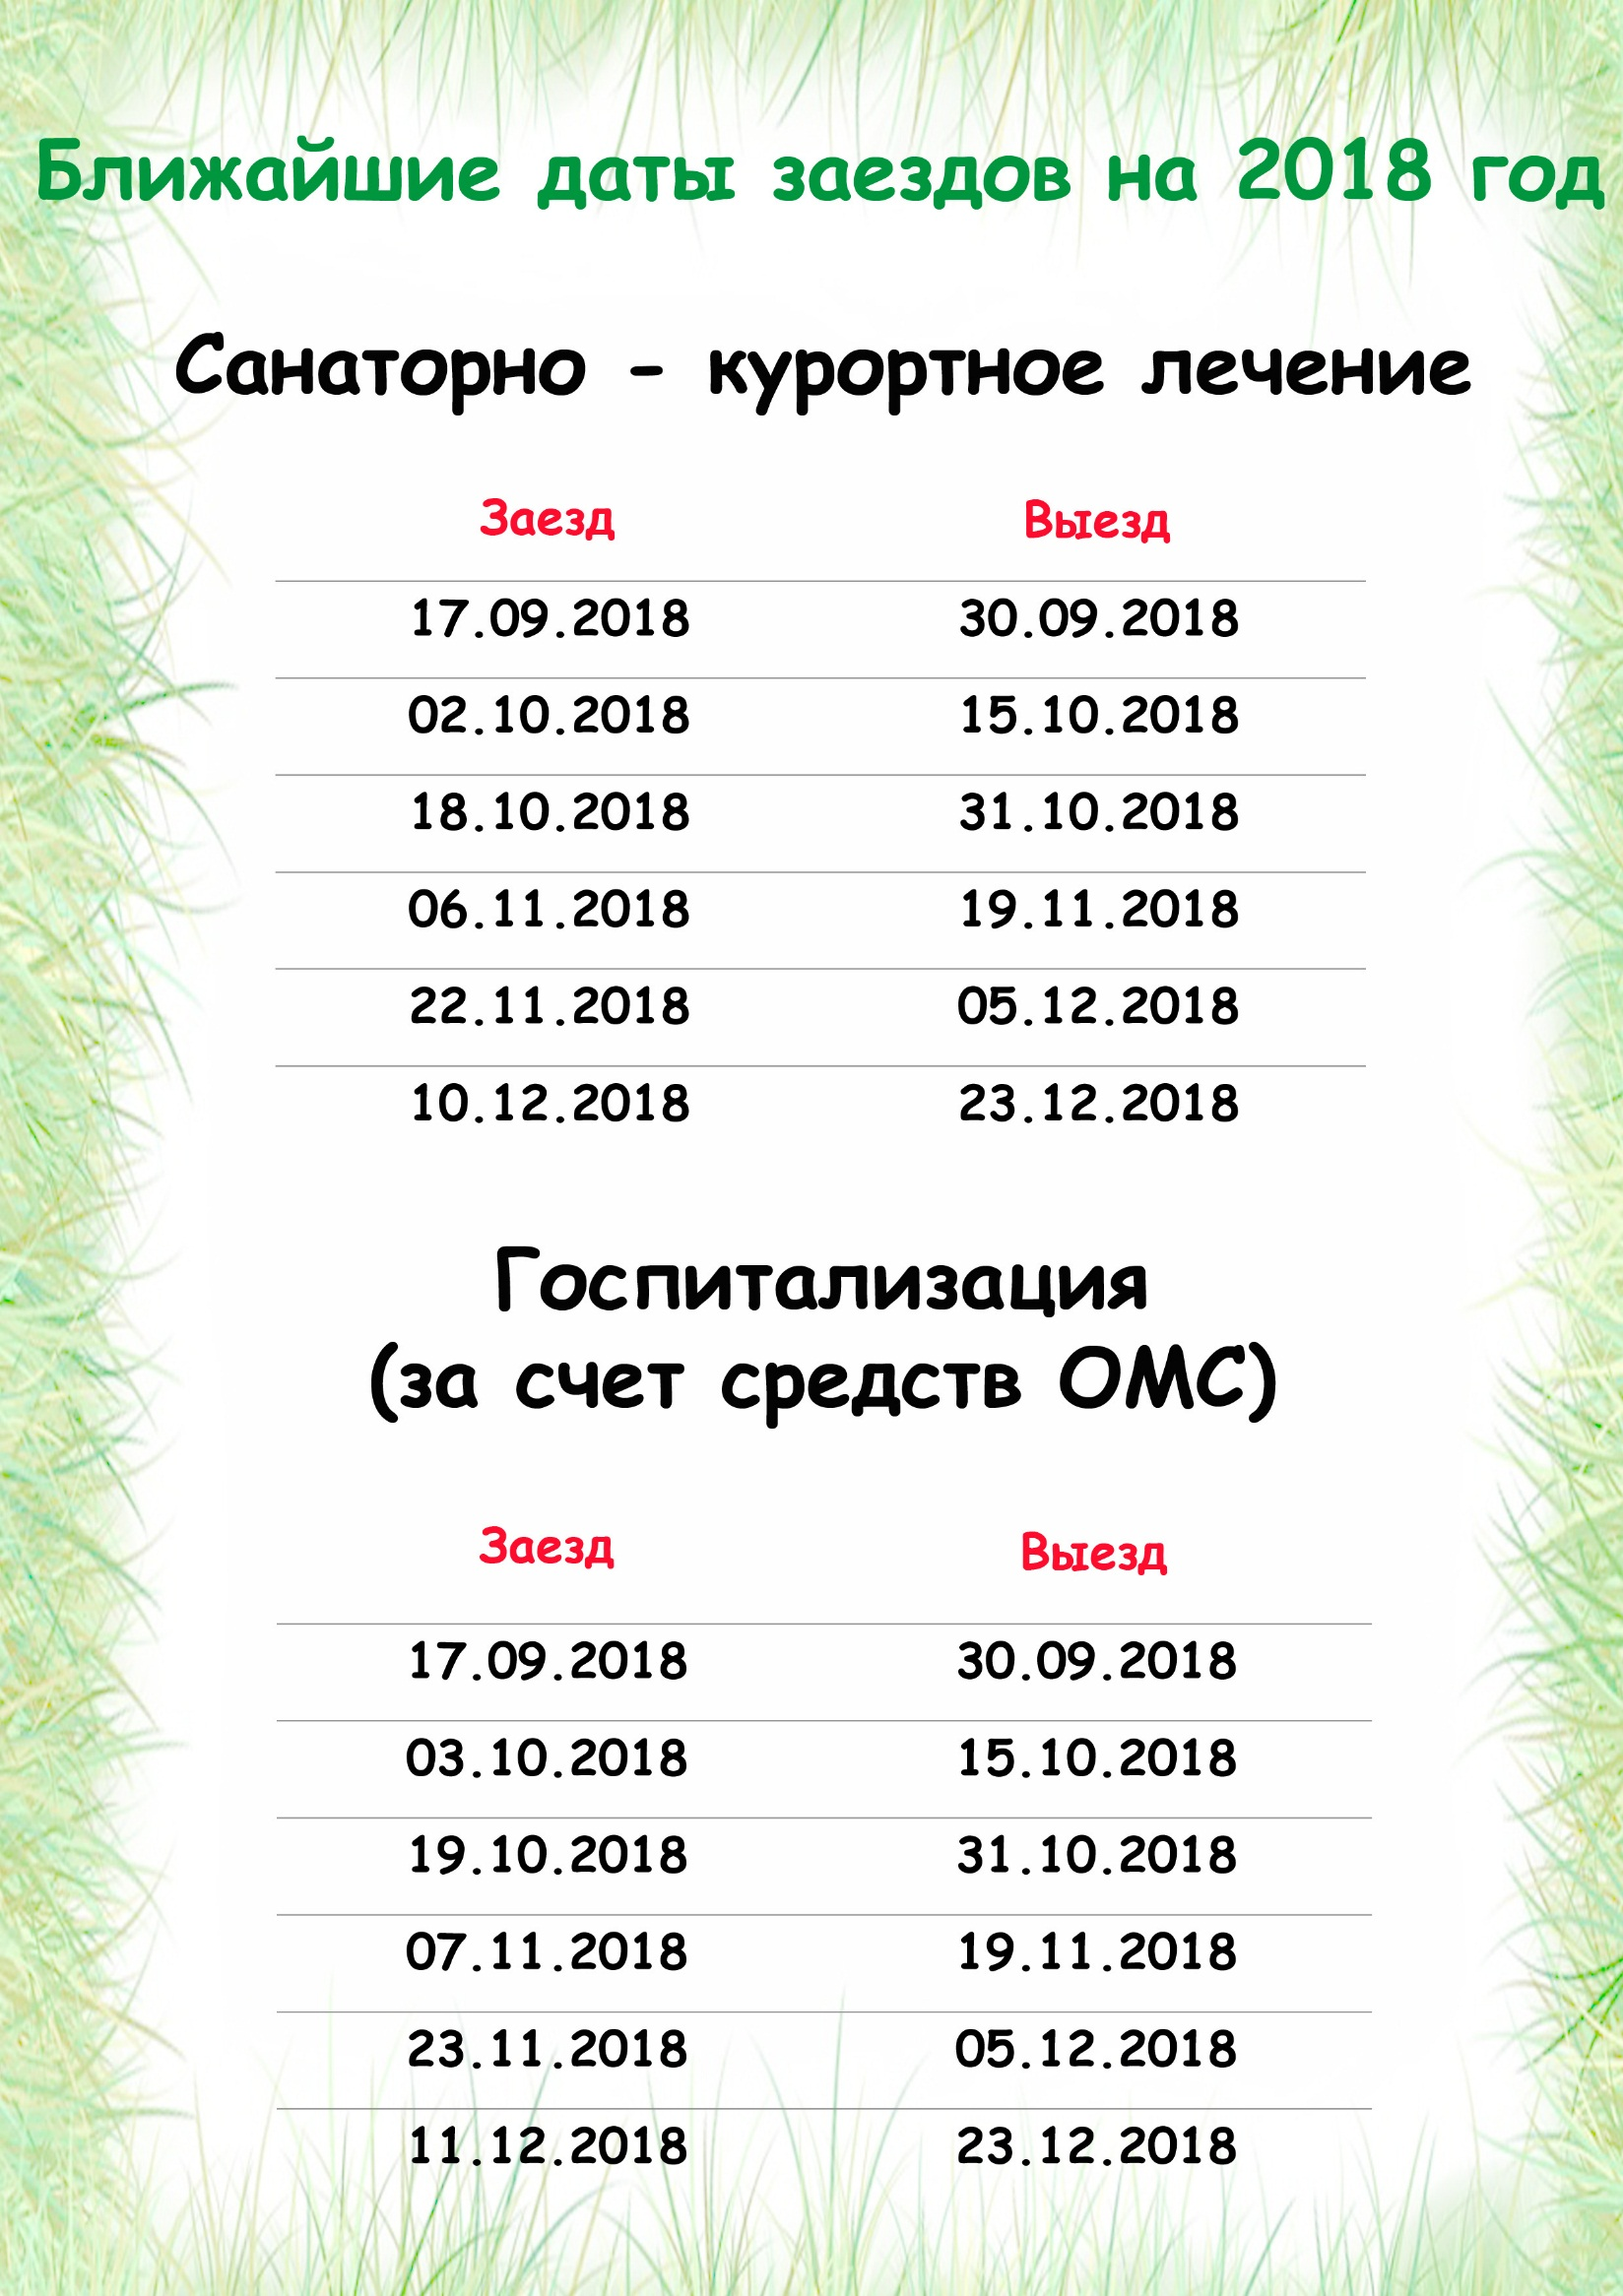 Ближайшие даты заездов на 2018 год
Санаторно - курортное лечение
Заезд Выезд
17.09.2018 30.09.2018
02.10.2018 15.10.2018
18.10.2018 31.10.2018
06.11.2018 19.11.2018
22.11.2018 05.12.2018
10.12.2018 23.12.2018
Госпитализация
(за счет средств ОМС)
Заезд Выезд
17.09.2018 30.09.2018
03.10.2018 15.10.2018
19.10.2018 31.10.2018
07.11.2018 19.11.2018
23.11.2018 05.12.2018
11.12.2018 23.12.2018